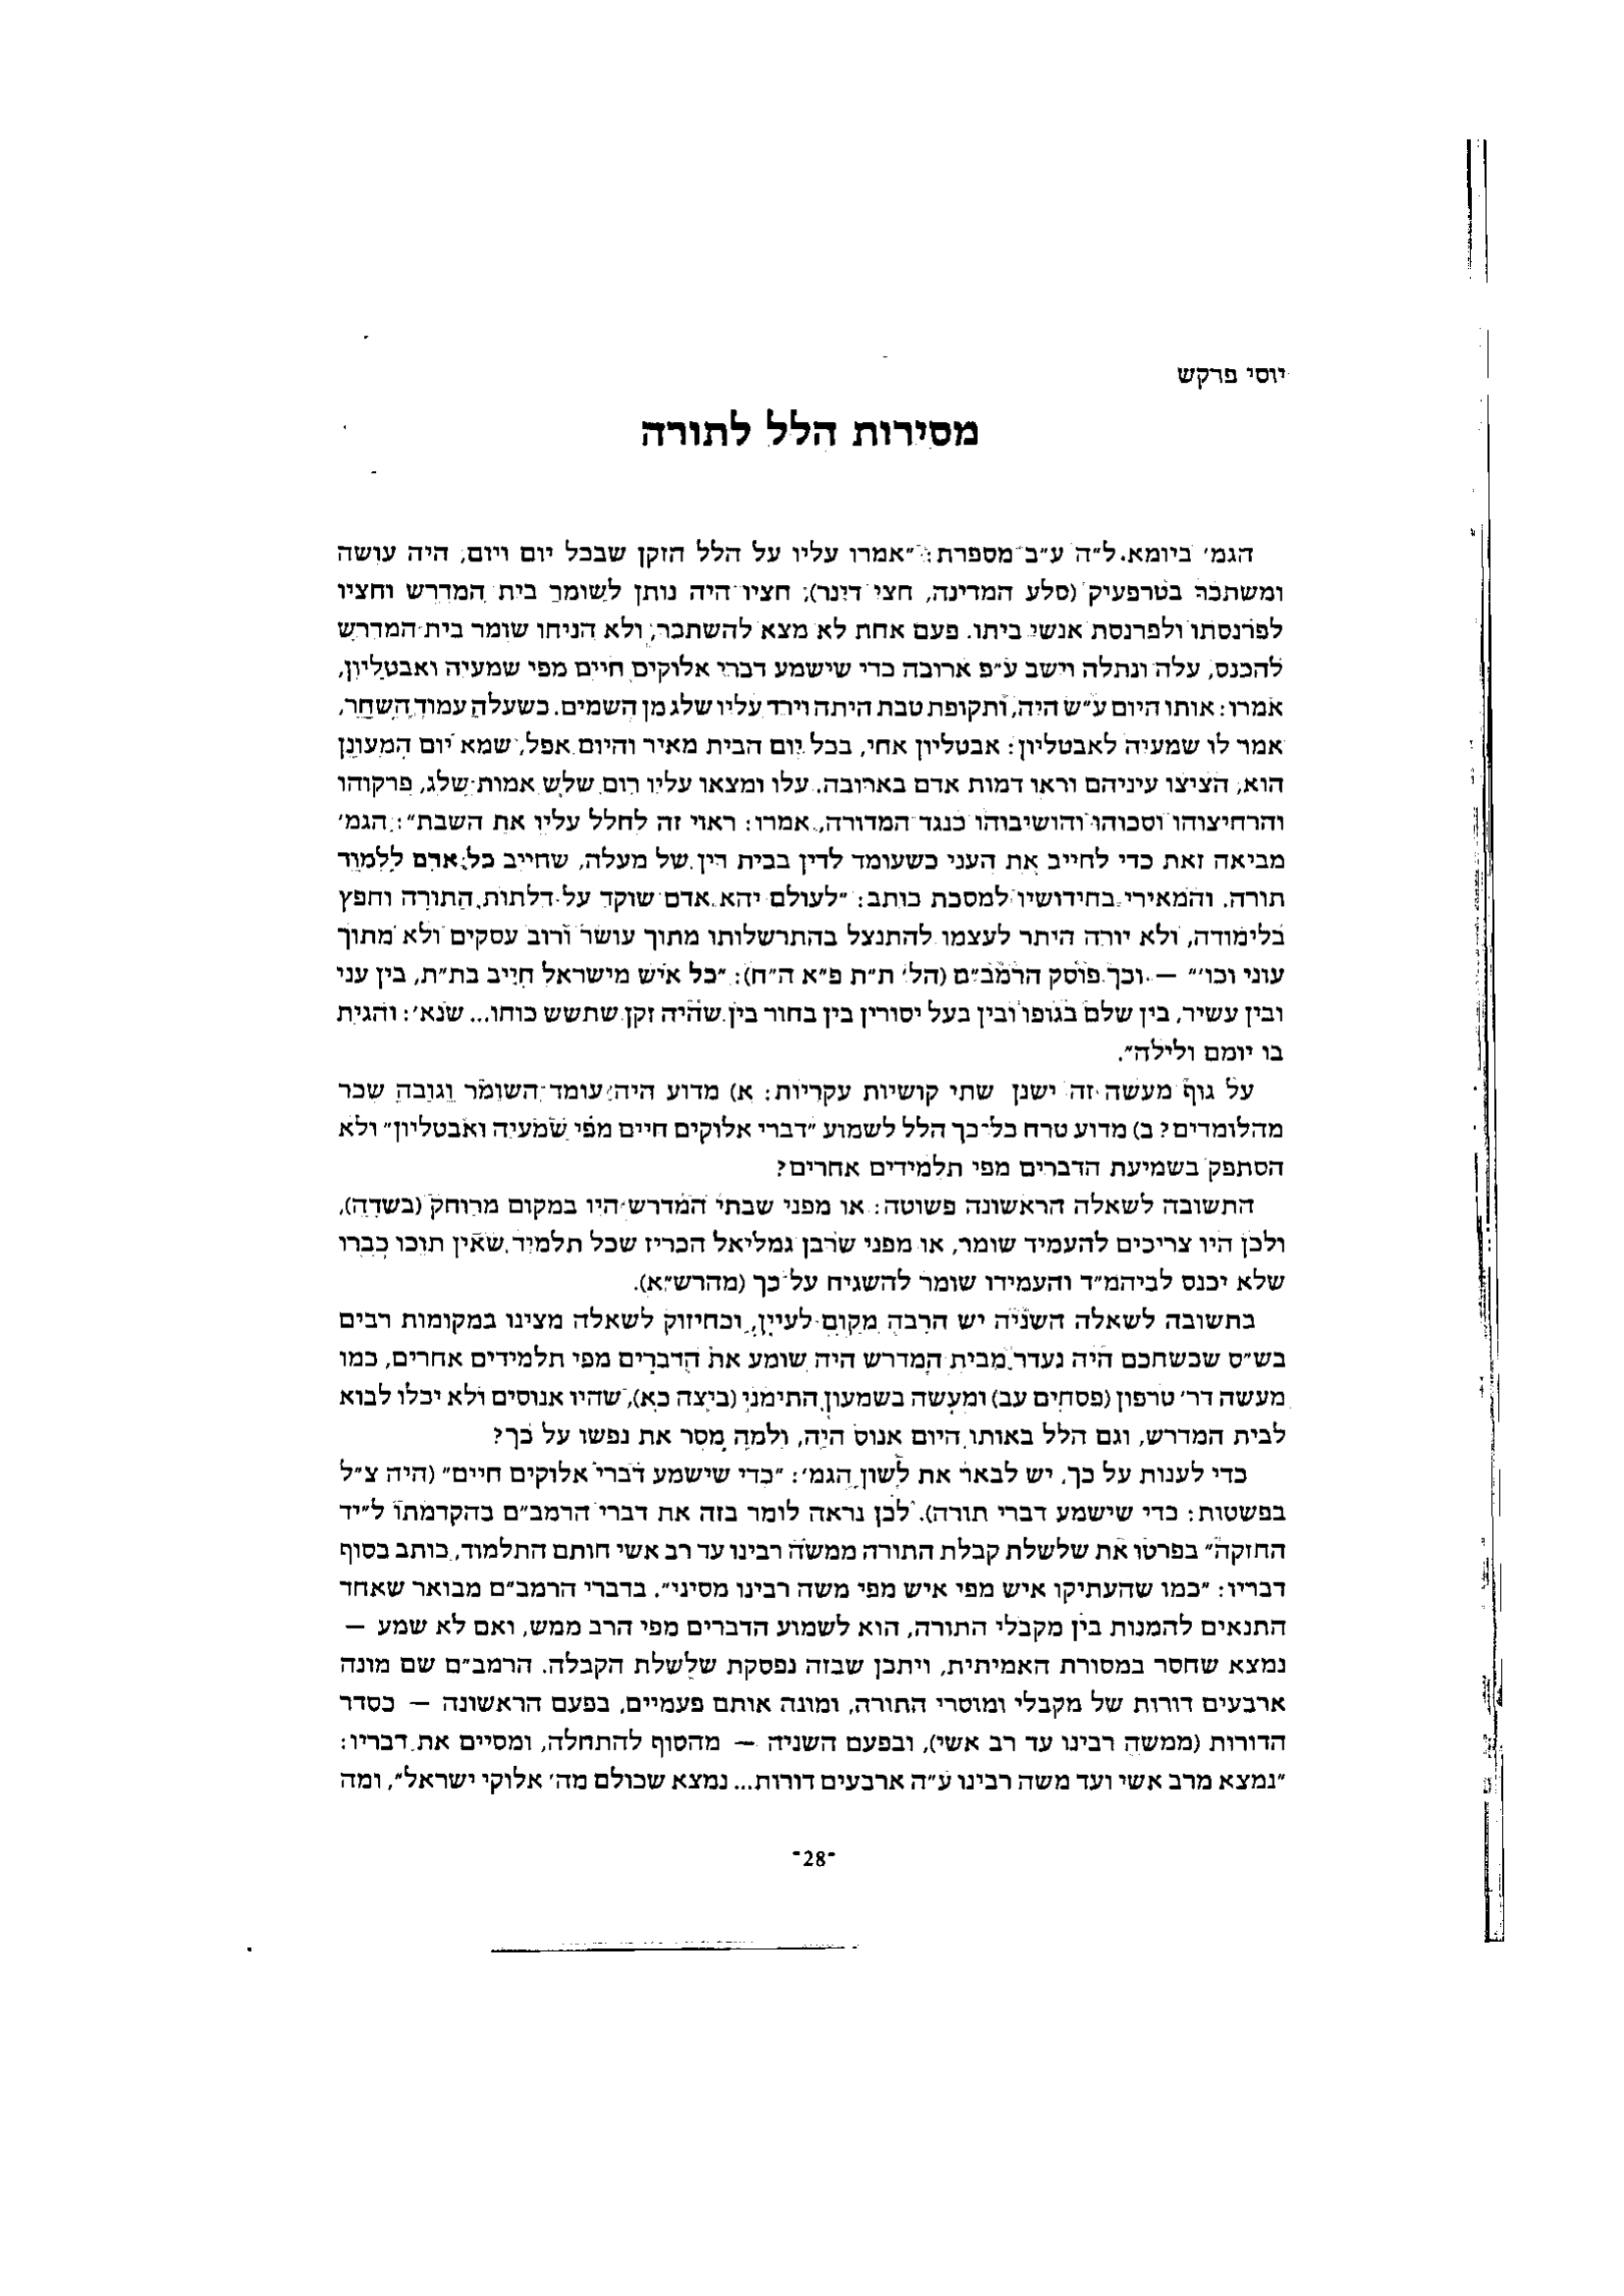 יוסי פרקש
מסירות הלל לתורה
הגמ׳ ביומא ל״ה ע״ב מספרת: ״אמרו עליו על הלל הזקן שבכל יום ויום, היה עושה
ומשתכר בטרפעיק (סלע המדינה, חצי דינר); חציו היה נותן לשומר בית המדרש וחציו
לפרנסתו ולפרנסת אנשי ביתו. פעם אחת לא מצא להשתכר, ולא הניחו שומר בית המדרש
להכנס, עלה ונתלה וישב ע״פ ארובה כדי שישמע דברי אלוקים חיים מפי שמעיה ואבטליון,
אמרו: אותו היום ע״ש היה, ותקופת טבת היתה וירד עליו שלג מן השמים. כשעלה עמוד השחר,
אמר לו שמעיה לאבטליון: אבטליון אחי, בכל יום הבית מאיר והיום אפל, שמא יום המעונן
הוא, הציצו עיניהם וראו דמות אדם בארובה. עלו ומצאו עליו רום שלש אמות שלג, פרקוהו
והרחיצוהו וסכוהו והושיבוהו כנגד המדורה, אמרו: ראוי זה לחלל עליו את השבת״: הגמ׳
מביאה זאת כדי לחייב את העני כשעומד לדין בבית דין של מעלה, שחייב כל אדם ללמוד
תורה. והמאירי בחידושיו למסכת כותב: ״לעולם יהא אדם שוקד על דלתות התורה וחפץ
בלימודה, ולא יורה היתר לעצמו להתנצל בהתרשלותו מתוך עושר ורוב עסקים ולא מתוך
עוני וכו׳״ — וכך פוסק הרמב״ם (הל׳ ת״ת פ״א ה״ח): ״כל איש מישראל חייב בת״ת, בין עני
ובין עשיר, בין שלם בגופו ובין בעל יסורין בין בחור בין שהיה זקן שתשש כוחו... שנא׳: והגית
בו יומם ולילה״.
על גוף מעשה זה ישנן שתי קושיות עקריות: א) מדוע היה עומד השומר וגובה שכר
מהלומדים? ב) מדוע טרח כל־כך הלל לשמוע ״דברי אלוקים חיים מפי שמעיה ואבטליון״ ולא
הסתפק בשמיעת הדברים מפי תלמידים אחרים?
התשובה לשאלה הראשונה פשוטה: או מפני שבתי המדרש היו במקום מרוחק (בשדה),
ולכן היו צריכים להעמיד שומר, או מפני שרבן גמליאל הכריז שכל תלמיד שאין תוכו כברו
שלא יכנס לביהמ״ד והעמידו שומר להשגיח על כך (מהרש״א).
בתשובה לשאלה השניה יש הרבה מקום לעיין, וכחיזוק לשאלה מצינו במקומות רבים
בש״ס שכשחכם היה נעדר מבית המדרש היה שומע את הדברים מפי תלמידים אחרים, כמו
מעשה דר׳ טרפון (פסחים עב) ומעשה בשמעון התימני (ביצה כא), שהיו אנוסים ולא יכלו לבוא
לבית המדרש, וגם הלל באותו היום אנוס היה, ולמה מסר את נפשו על כך?
כדי לענות על כך, יש לבאר את לשון הגמ׳: ״כדי שישמע דברי אלוקים חיים״ (היה צ״ל
בפשטות: כדי שישמע דברי תורה). לכן נראה לומר בזה את דברי הרמב״ם בהקדמתו ל״יד
החזקה״ בפרטו את שלשלת קבלת התורה ממשה רבינו עד רב אשי חותם התלמוד, כותב בסוף
דבריו: ״כמו שהעתיקו איש מפי איש מפי משה רבינו מסיני״. בדברי הרמב״ם מבואר שאחד
התנאים להמנות בין מקבלי התורה, הוא לשמוע הדברים מפי הרב ממש, ואם לא שמע —
נמצא שחסר במסורת האמיתית, ויתכן שבזה נפסקת שלשלת הקבלה. הרמב״ם שם מונה
ארבעים דורות של מקבלי ומוסרי התורה, ומונה אותם פעמיים, בפעם הראשונה — כסדר
הדורות (ממשה רבינו עד רב אשי), ובפעם השניה — מהסוף להתחלה, ומסיים את דבריו:
״נמצא מרב אשי ועד משה רבינו ע״ה ארבעים דורות... נמצא שכולם מה׳ אלוקי ישראל״, ומה
-28-